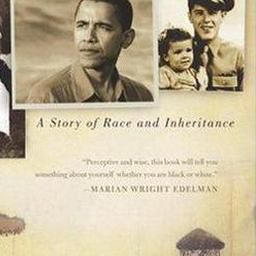 A Story of Race and Inheritance
"Perceptive and wise, this book will tell you
something about yourself whether you are black or white."
—MARIAN WRIGHT EDELMAN